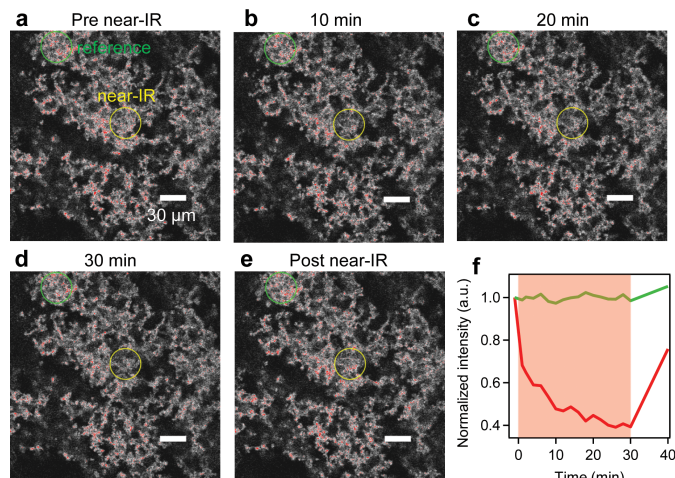 a Pre near-IR
reference
near-IR
30 µm
b 10 min
c 20 min
d 30 min
e Post near-IR
f
Normalized intensity (a.u.)
1.0
0.8
0.6
0.4
0 10 20 30 40
Time (min)